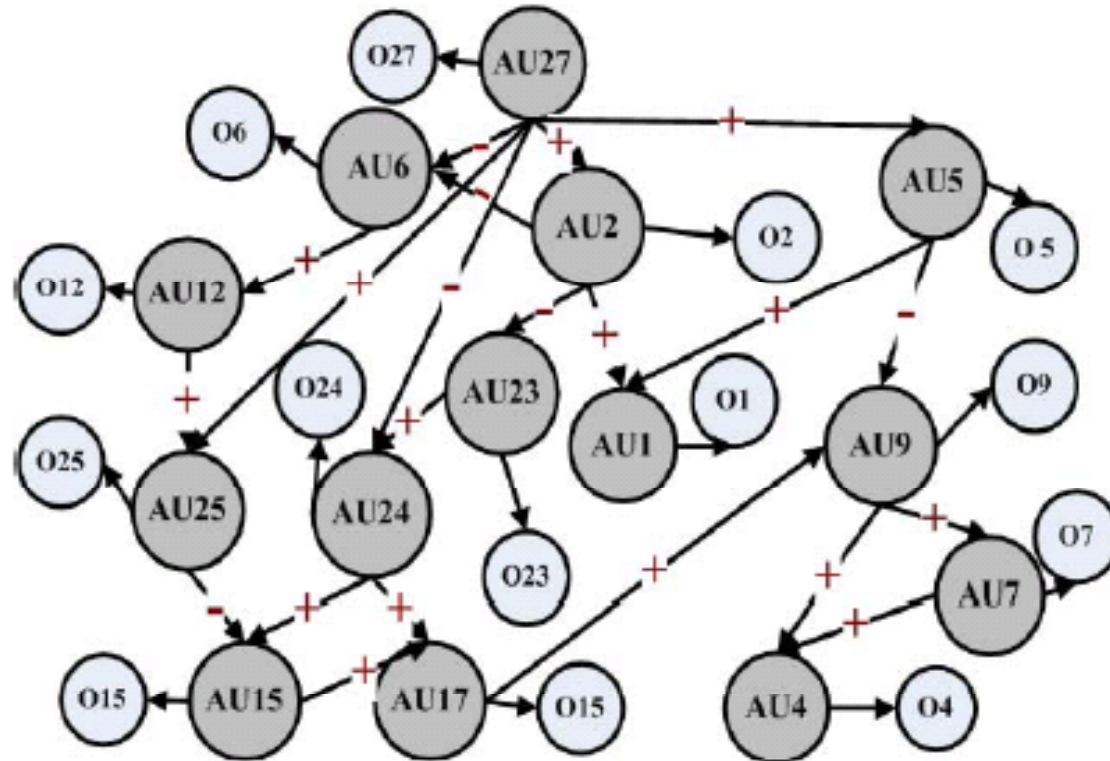 O27
AU27
+
O6
AU6
-
+
AU5
-
AU2
O2
O 5
O12
AU12
+
+
-
-
+
+
-
+
O24
AU23
O1
O9
+
+
AU1
AU9
O25
AU25
AU24
+
O7
O23
+
+
AU7
-
+
+
+
O15
AU15
+
AU17
O15
AU4
O4